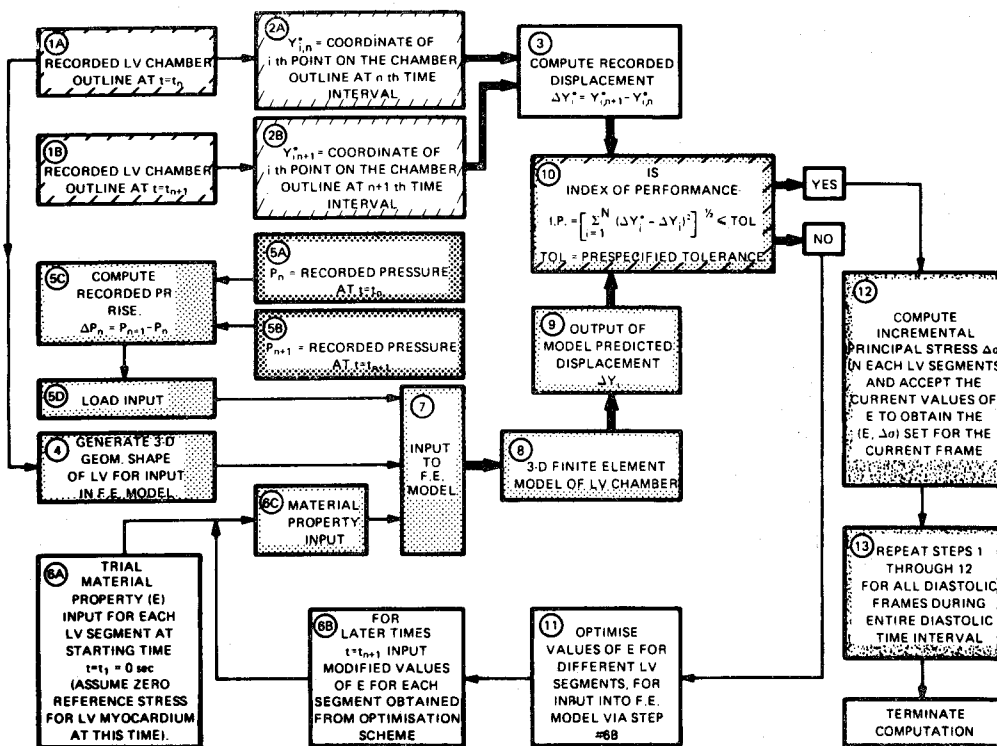 1A
RECORDED LV CHAMBER
OUTLINE AT t=tn
2A
Y*i,n = COORDINATE OF
i th POINT ON THE CHAMBER
OUTLINE AT n th TIME
INTERVAL
3
COMPUTE RECORDED
DISPLACEMENT
ΔYi* = Y*i,n+1 − Y*i,n
1B
RECORDED LV CHAMBER
OUTLINE AT t=tn+1
2B
Y*i,n+1 = COORDINATE OF
i th POINT ON THE CHAMBER
OUTLINE AT n+1 th TIME
INTERVAL
10
IS
INDEX OF PERFORMANCE
I.P. = [ Σ N i=1 (ΔYi* − ΔYi)² ] ½ ⩽ TOL
TOL = PRESPECIFIED TOLERANCE
YES
NO
5A
Pn = RECORDED PRESSURE
AT t=tn
5B
Pn+1 = RECORDED PRESSURE
AT t=tn+1
5C
COMPUTE
RECORDED PR
RISE.
ΔPn = Pn=1−Pn
5D
LOAD INPUT
4
GENERATE 3-D
GEOM. SHAPE
OF LV FOR INPUT
IN F.E. MODEL
6C
MATERIAL
PROPERTY
INPUT
7
INPUT
TO
F.E.
MODEL
8
3-D FINITE ELEMENT
MODEL OF LV CHAMBER
9
OUTPUT OF
MODEL PREDICTED
DISPLACEMENT
ΔYi
12
COMPUTE
INCREMENTAL
PRINCIPAL STRESS Δσ
IN EACH LV SEGMENTS
AND ACCEPT THE
CURRENT VALUES OF
E TO OBTAIN THE
(E, Δσ) SET FOR THE
CURRENT FRAME
13
REPEAT STEPS 1
THROUGH 12
FOR ALL DIASTOLIC
FRAMES DURING
ENTIRE DIASTOLIC
TIME INTERVAL
TERMINATE
COMPUTATION
6A
TRIAL
MATERIAL
PROPERTY (E)
INPUT FOR EACH
LV SEGMENT AT
STARTING TIME
t=t1 = 0 sec
(ASSUME ZERO
REFERENCE STRESS
FOR LV MYOCARDIUM
AT THIS TIME).
6B
FOR
LATER TIMES
t=tn+1 INPUT
MODIFIED VALUES
OF E FOR EACH
SEGMENT OBTAINED
FROM OPTIMISATION
SCHEME
11
OPTIMISE
VALUES OF E FOR
DIFFERENT LV
SEGMENTS, FOR
INPUT INTO F.E.
MODEL VIA STEP
#6B